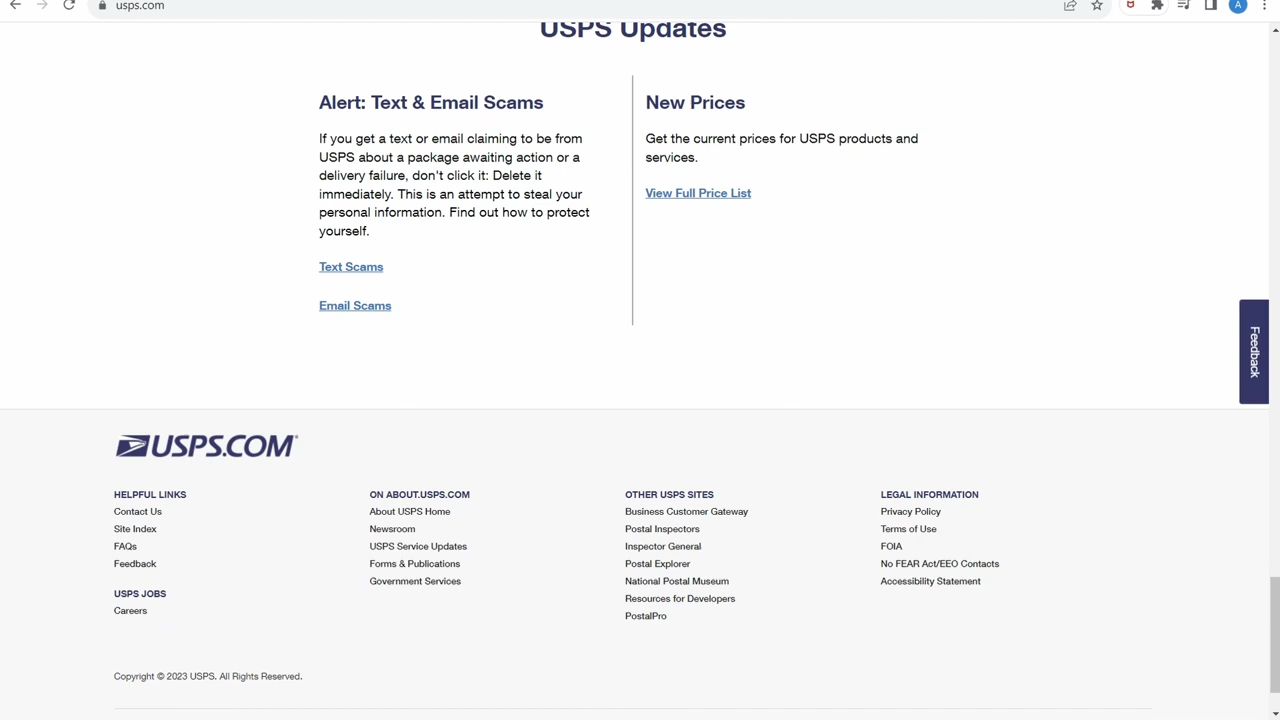 usps.com
A
USPS Updates
Alert: Text & Email Scams
If you get a text or email claiming to be from
USPS about a package awaiting action or a
delivery failure, don't click it: Delete it
immediately. This is an attempt to steal your
personal information. Find out how to protect
yourself.
Text Scams
Email Scams
New Prices
Get the current prices for USPS products and
services.
View Full Price List
Feedback
USPS.COM®
HELPFUL LINKS
Contact Us
Site Index
FAQs
Feedback
USPS JOBS
Careers
ON ABOUT.USPS.COM
About USPS Home
Newsroom
USPS Service Updates
Forms & Publications
Government Services
OTHER USPS SITES
Business Customer Gateway
Postal Inspectors
Inspector General
Postal Explorer
National Postal Museum
Resources for Developers
PostalPro
LEGAL INFORMATION
Privacy Policy
Terms of Use
FOIA
No FEAR Act/EEO Contacts
Accessibility Statement
Copyright © 2023 USPS. All Rights Reserved.